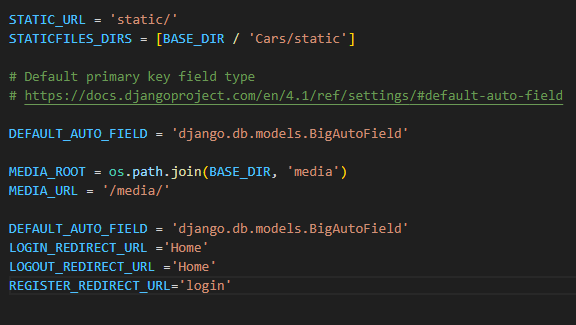 STATIC_URL = 'static/'
STATICFILES_DIRS = [BASE_DIR / 'Cars/static']
# Default primary key field type
# https://docs.djangoproject.com/en/4.1/ref/settings/#default-auto-field
DEFAULT_AUTO_FIELD = 'django.db.models.BigAutoField'
MEDIA_ROOT = os.path.join(BASE_DIR, 'media')
MEDIA_URL = '/media/'
DEFAULT_AUTO_FIELD = 'django.db.models.BigAutoField'
LOGIN_REDIRECT_URL ='Home'
LOGOUT_REDIRECT_URL ='Home'
REGISTER_REDIRECT_URL='login'